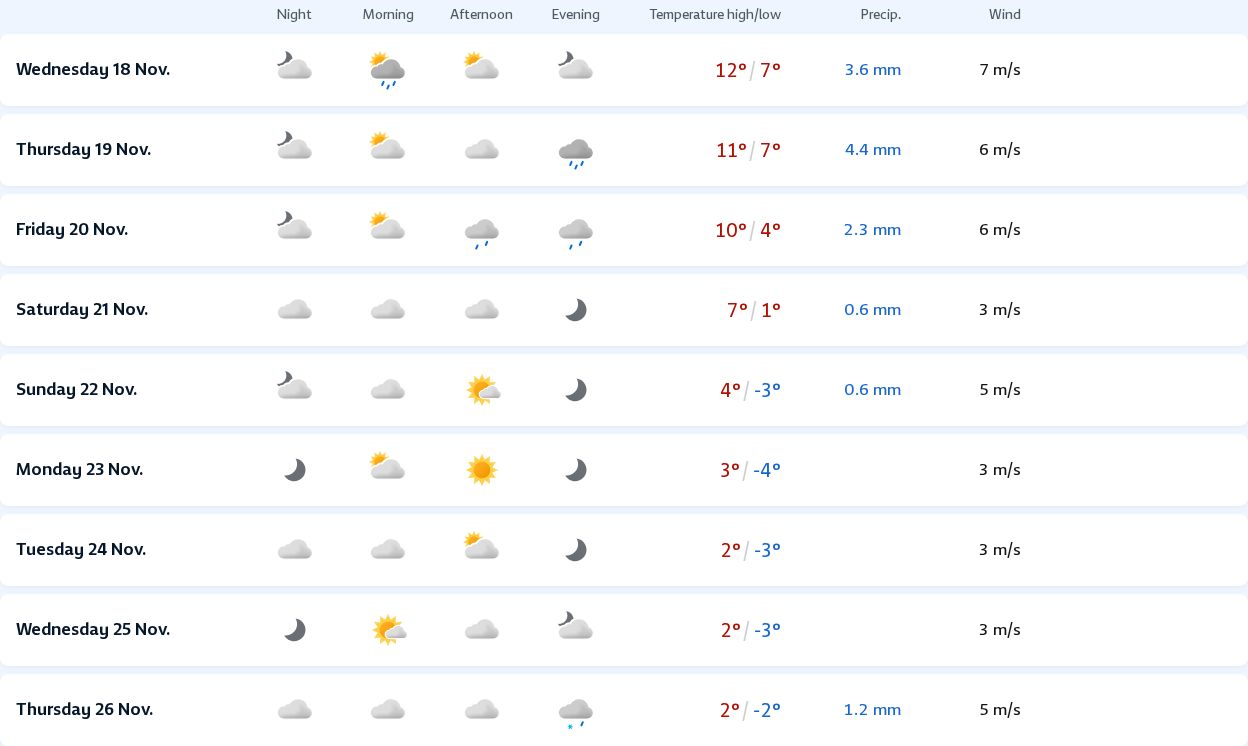 Night Morning Afternoon Evening Temperature high/low Precip. Wind
Wednesday 18 Nov. 12°/ 7° 3.6 mm 7 m/s
Thursday 19 Nov. 11°/ 7° 4.4 mm 6 m/s
Friday 20 Nov. 10°/ 4° 2.3 mm 6 m/s
Saturday 21 Nov. 7°/ 1° 0.6 mm 3 m/s
Sunday 22 Nov. 4°/ -3° 0.6 mm 5 m/s
Monday 23 Nov. 3°/ -4° 3 m/s
Tuesday 24 Nov. 2°/ -3° 3 m/s
Wednesday 25 Nov. 2°/ -3° 3 m/s
Thursday 26 Nov. 2°/ -2° 1.2 mm 5 m/s